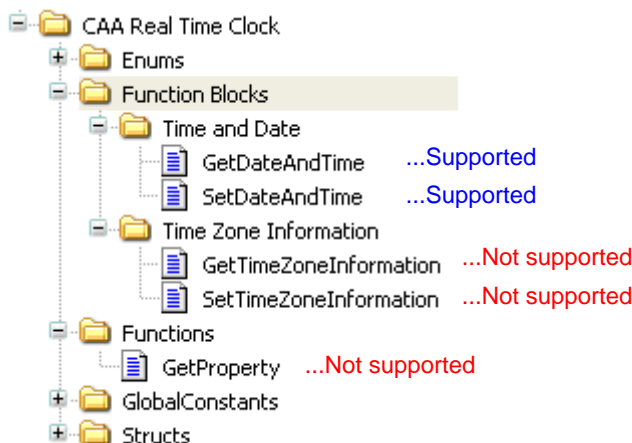 CAA Real Time Clock
Enums
Function Blocks
Time and Date
GetDateAndTime ...Supported
SetDateAndTime ...Supported
Time Zone Information
GetTimeZoneInformation ...Not supported
SetTimeZoneInformation ...Not supported
Functions
GetProperty ...Not supported
GlobalConstants
Structs